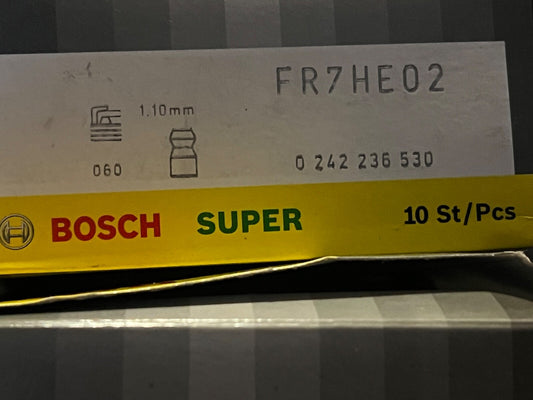 FR7HE02
1.10mm
060
0 242 236 530
BOSCH SUPER 10 St/Pcs